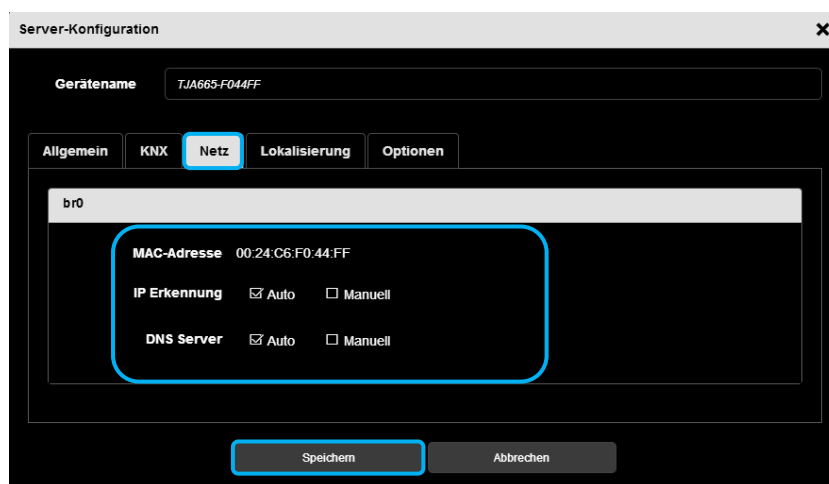 Server-Konfiguration
Gerätename TJA665-F044FF
Allgemein KNX Netz Lokalisierung Optionen
br0
MAC-Adresse 00:24:C6:F0:44:FF
IP Erkennung Auto Manuell
DNS Server Auto Manuell
Speichern Abbrechen